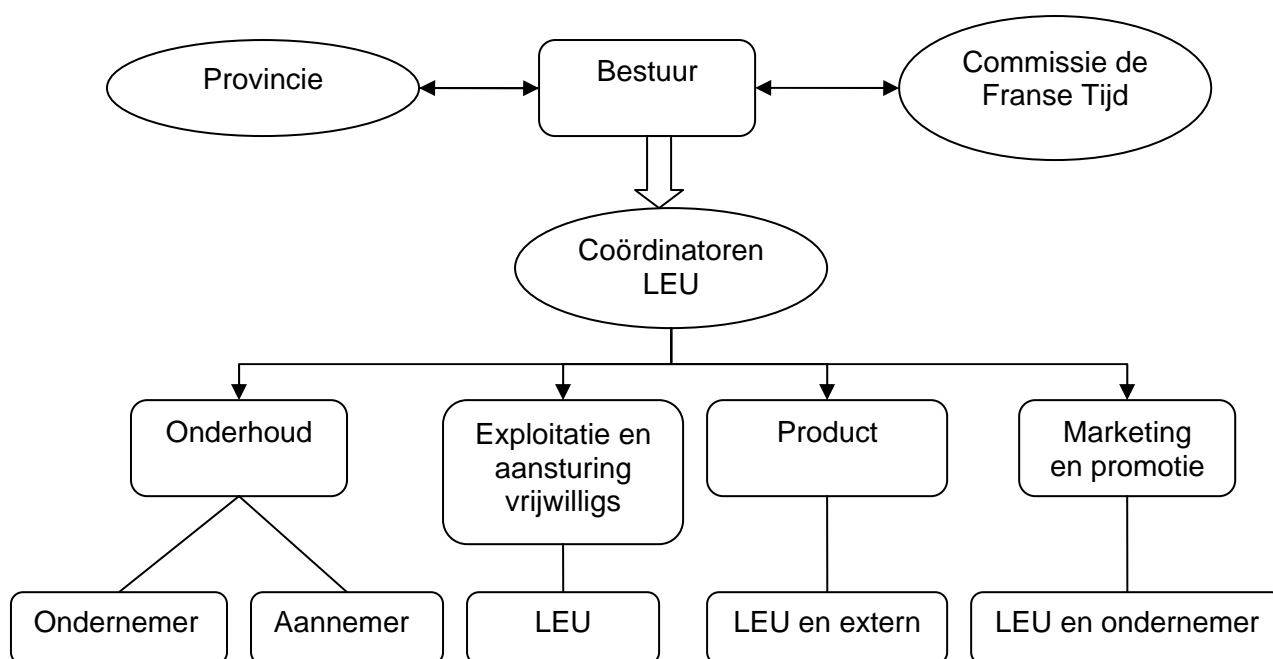 Provincie
Bestuur
Commissie de
Franse Tijd
Coördinatoren
LEU
Onderhoud
Exploitatie en
aansturing
vrijwilligs
Product
Marketing
en promotie
Ondernemer
Aannemer
LEU
LEU en extern
LEU en ondernemer